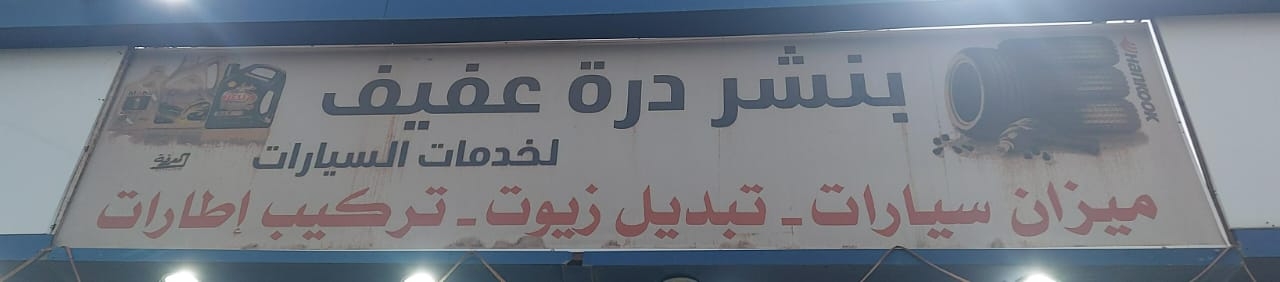 بنشر درة عفيف
لخدمات السيارات
ميزان سيارات - تبديل زيوت - تركيب إطارات
HANKOOK